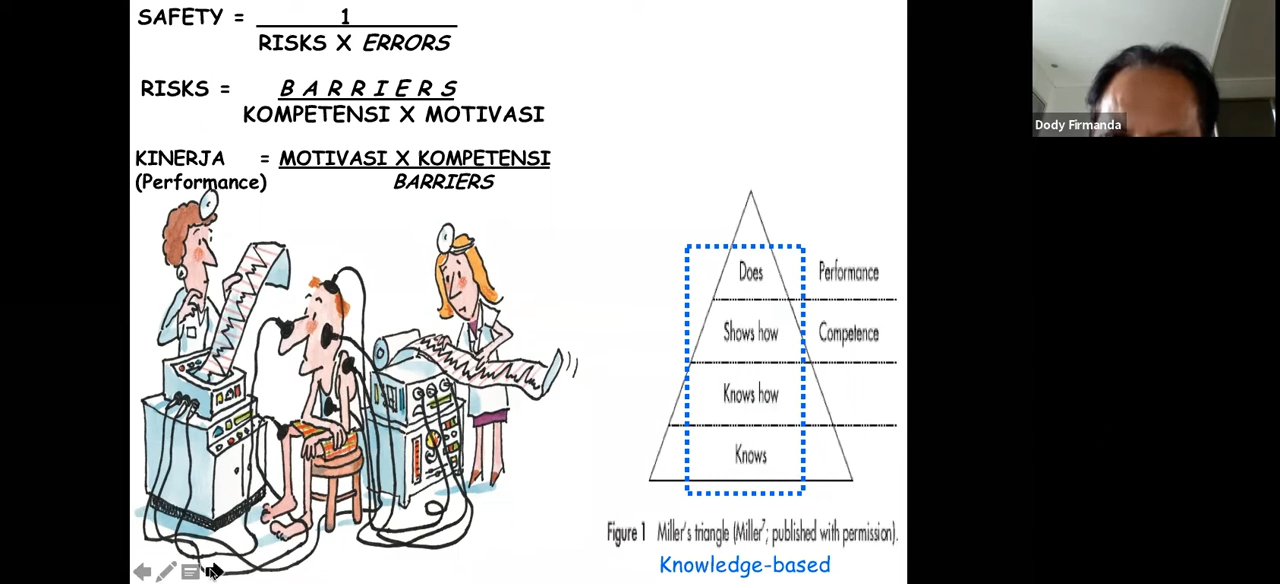 SAFETY = 1
RISKS X ERRORS
RISKS = B A R R I E R S
KOMPETENSI X MOTIVASI
KINERJA = MOTIVASI X KOMPETENSI
(Performance) BARRIERS
Dody Firmanda
Does Performance
Shows how Competence
Knows how
Knows
Figure 1 Miller's triangle (Miller7; published with permission).
Knowledge-based